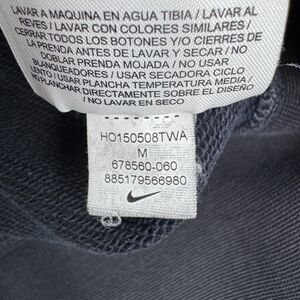 LAVAR A MAQUINA EN AGUA TIBIA / LAVAR AL
REVES / LAVAR CON COLORES SIMILARES /
CERRAR TODOS LOS BOTONES Y/O CIERRES DE
LA PRENDA ANTES DE LAVAR Y SECAR / NO
DOBLAR PRENDA MOJADA / NO USAR
BLANQUEADORES / USAR SECADORA CICLO
LENTO / PLANCHAR TEMPERATURA MEDIA /
NO PLANCHAR DIRECTAMENTE SOBRE EL DISEÑO
/ NO LAVAR EN SECO
HO150508TWA
M
678560-060
885179566980